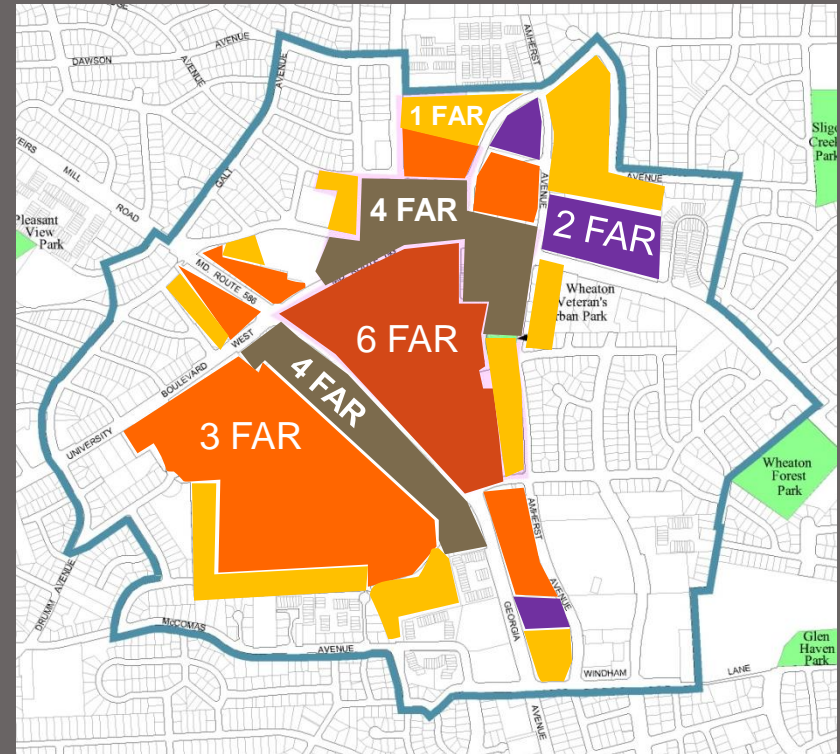 DAWSON
AVENUE
AVENUE
AVENUE
AMHERST
1 FAR
Sligo
Creek
Park
VEIRS
MILL
ROAD
GALT
AVENUE
AVENUE
4 FAR
2 FAR
Pleasant
View
Park
MD. ROUTE 586
Wheaton
Veteran's
Urban Park
6 FAR
WEST
BOULEVARD
UNIVERSITY
4 FAR
3 FAR
Wheaton
Forest
Park
AMHERST
AVENUE
DRUMM AVENUE
McCOMAS
AVENUE
GEORGIA
WINDHAM
LANE
AVENUE
Glen
Haven
Park